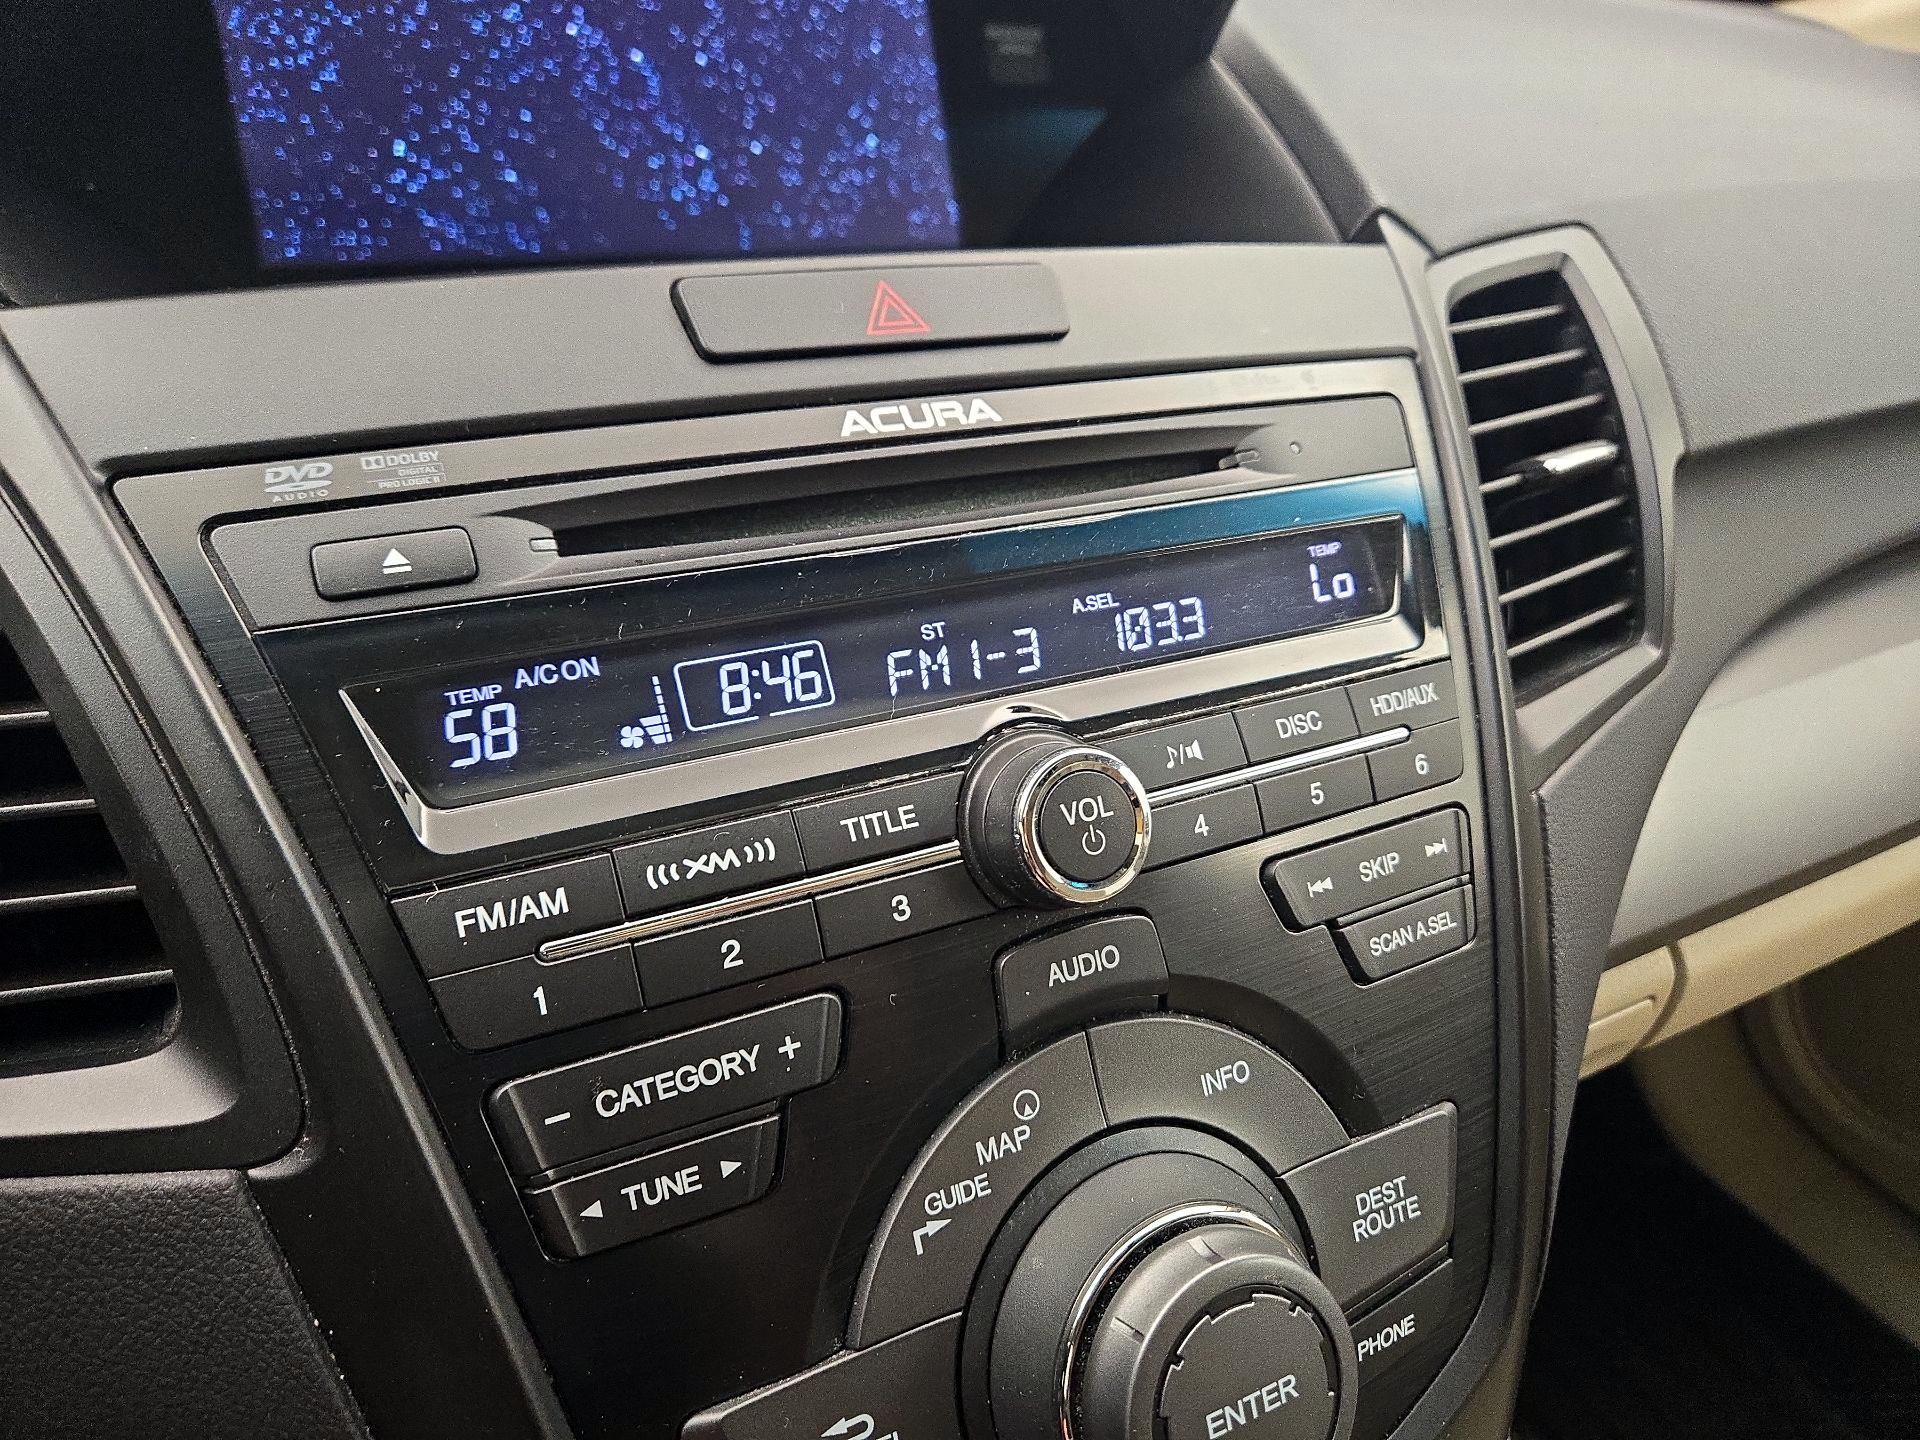 ACURA
DVD
AUDIO
DOLBY
DIGITAL
PRO LOGIC II
TEMP
58
A/C ON
8:46
ST
FM1-3
A.SEL
103.3
TEMP
Lo
FM/AM
XM
TITLE
VOL
DISC
HDD/AUX
1
2
3
4
5
6
SKIP
SCAN A.SEL
AUDIO
- CATEGORY +
TUNE
INFO
MAP
GUIDE
DEST
ROUTE
PHONE
ENTER